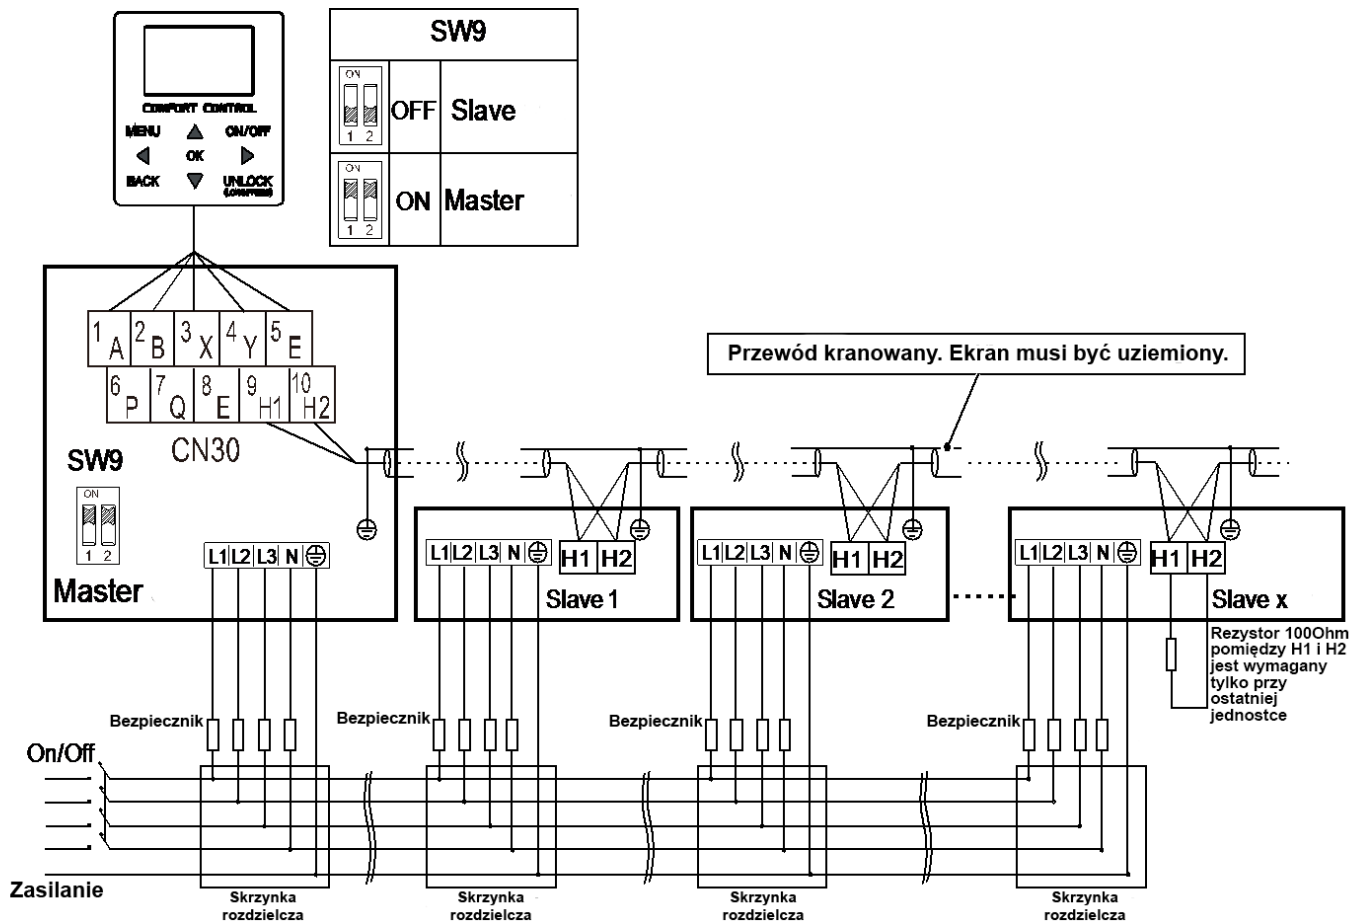 COMFORT CONTROL
MENU ON/OFF
OK
BACK UNLOCK
SW9
ON
1 2
OFF Slave
ON
1 2
ON Master
1 A 2 B 3 X 4 Y 5 E
6 P 7 Q 8 E 9 H1 10 H2
CN30
SW9
ON
1 2
Master
L1 L2 L3 N
Przewód kranowany. Ekran musi być uziemiony.
L1 L2 L3 N
H1 H2
Slave 1
L1 L2 L3 N
H1 H2
Slave 2
L1 L2 L3 N
H1 H2
Slave x
Rezystor 100Ohm
pomiędzy H1 i H2
jest wymagany
tylko przy
ostatniej
jednostce
Bezpiecznik
Bezpiecznik
Bezpiecznik
Bezpiecznik
On/Off
Zasilanie
Skrzynka
rozdzielcza
Skrzynka
rozdzielcza
Skrzynka
rozdzielcza
Skrzynka
rozdzielcza